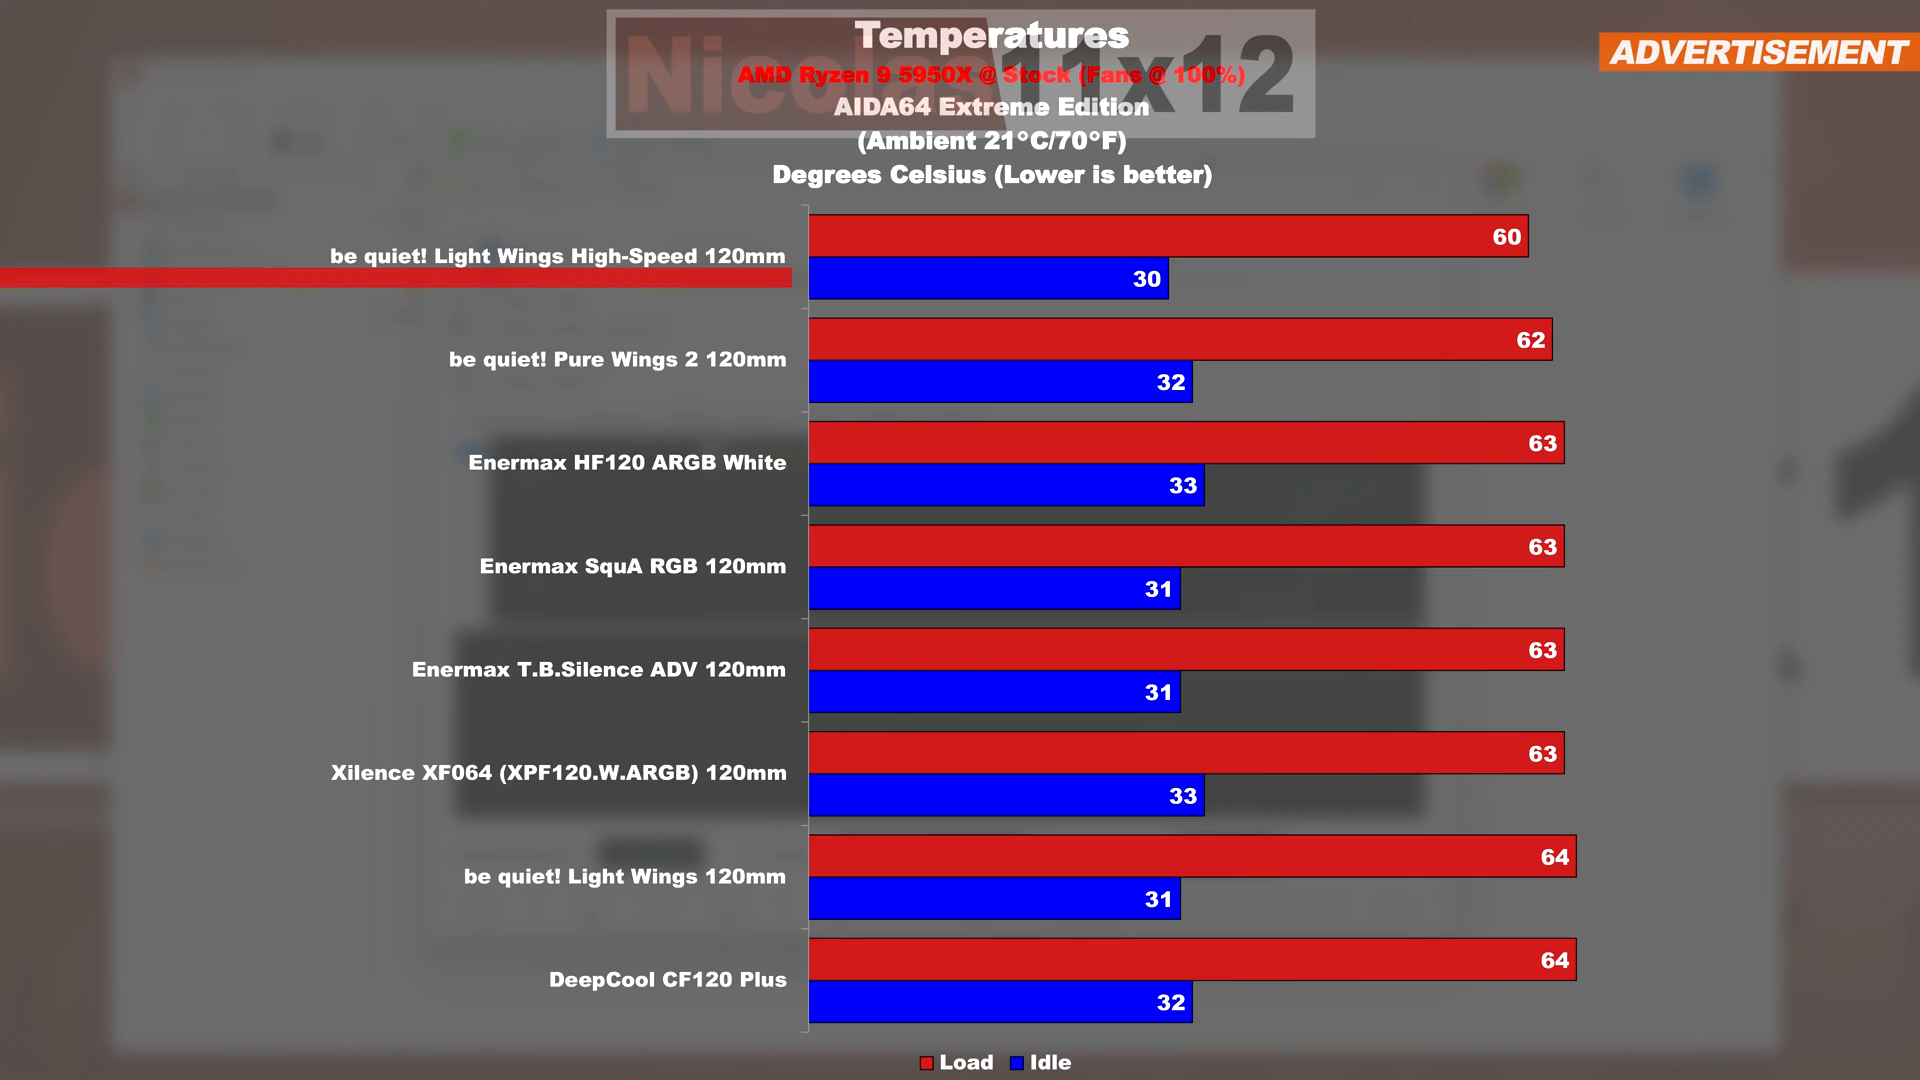 Nicolas11x12
ADVERTISEMENT
Temperatures
AMD Ryzen 9 5950X @ Stock (Fans @ 100%)
AIDA64 Extreme Edition
(Ambient 21°C/70°F)
Degrees Celsius (Lower is better)
be quiet! Light Wings High-Speed 120mm
60
30
be quiet! Pure Wings 2 120mm
62
32
Enermax HF120 ARGB White
63
33
Enermax SquA RGB 120mm
63
31
Enermax T.B.Silence ADV 120mm
63
31
Xilence XF064 (XPF120.W.ARGB) 120mm
63
33
be quiet! Light Wings 120mm
64
31
DeepCool CF120 Plus
64
32
Load Idle